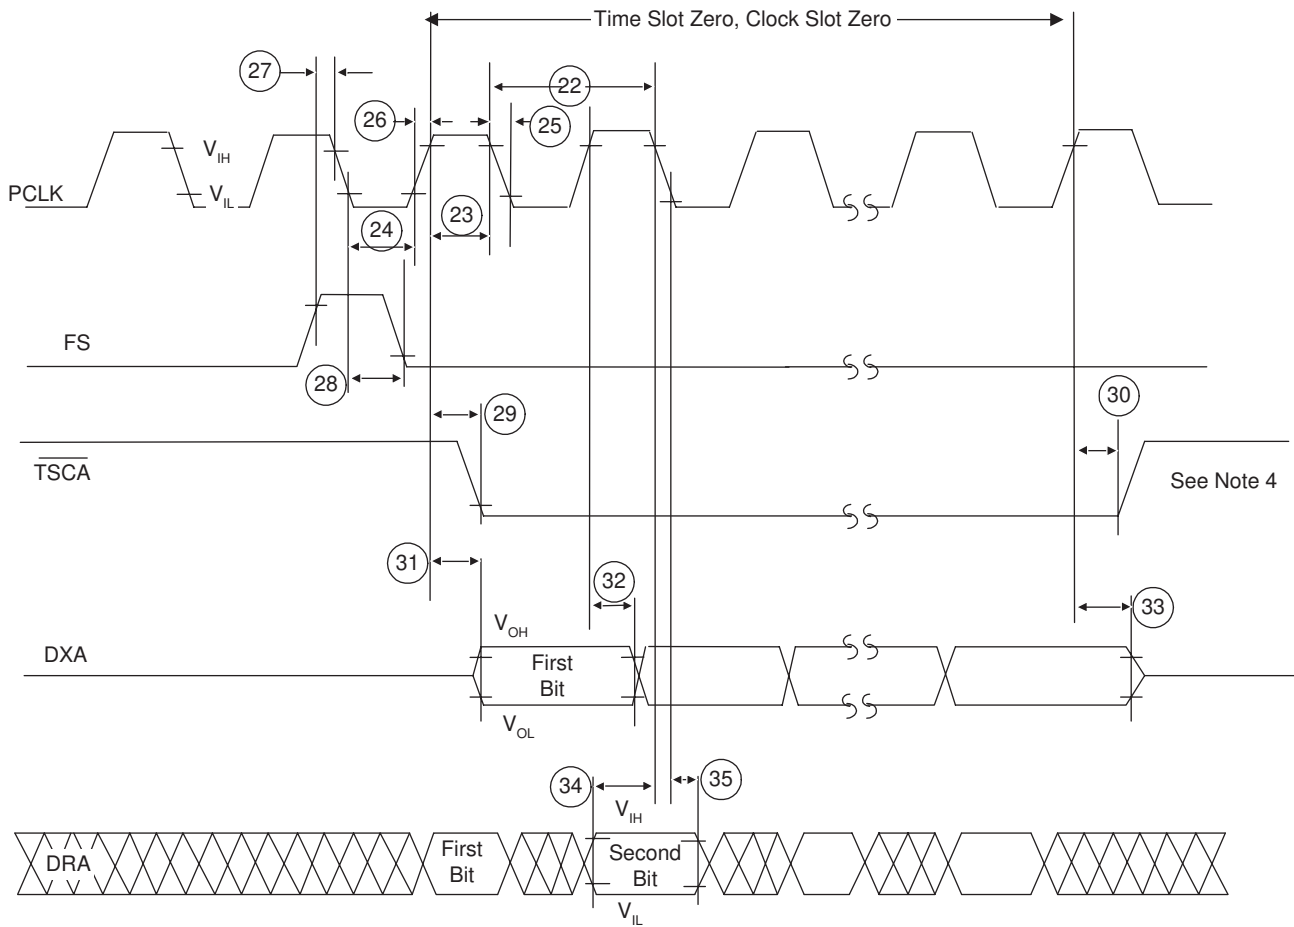 Time Slot Zero, Clock Slot Zero
27
22
26
25
V_IH
PCLK
V_IL
24
23
FS
28
29
30
TSCA
See Note 4
31
32
33
V_OH
DXA
First
Bit
V_OL
34
35
V_IH
DRA
First
Bit
Second
Bit
V_IL